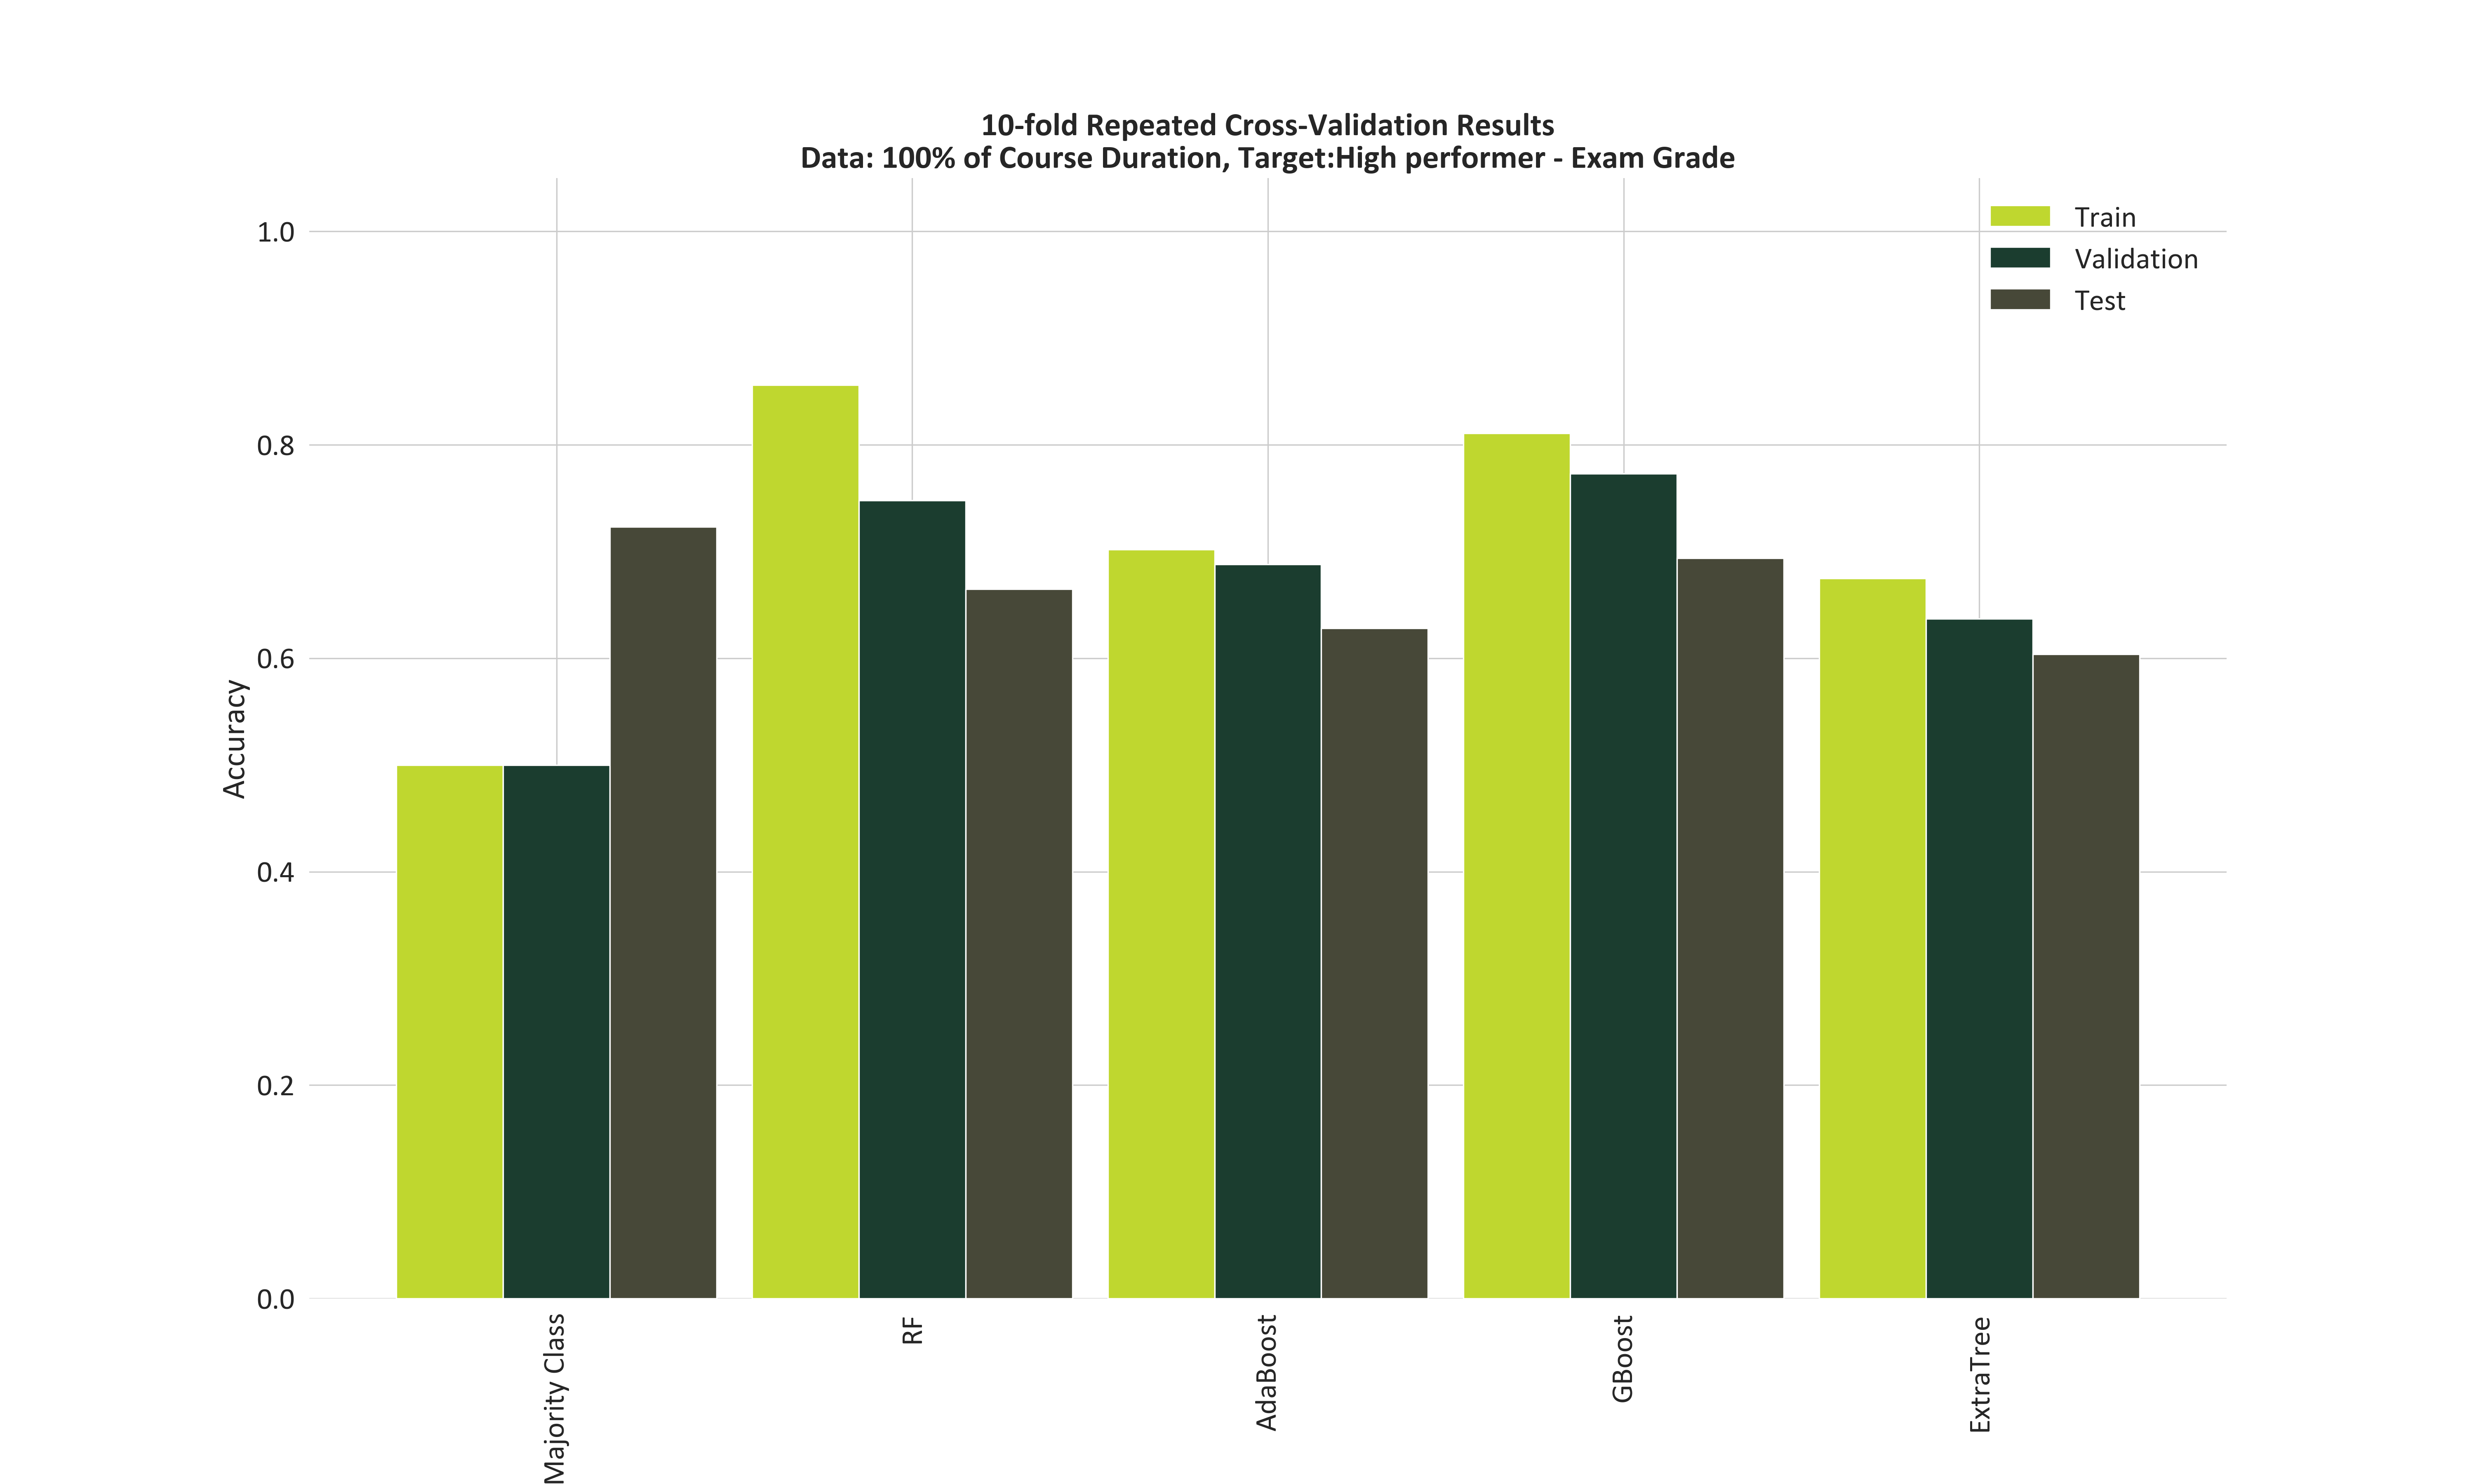 10-fold Repeated Cross-Validation Results
Data: 100% of Course Duration, Target:High performer - Exam Grade
Train
Validation
Test
Accuracy
1.0
0.8
0.6
0.4
0.2
0.0
Majority Class
RF
AdaBoost
GBoost
ExtraTree